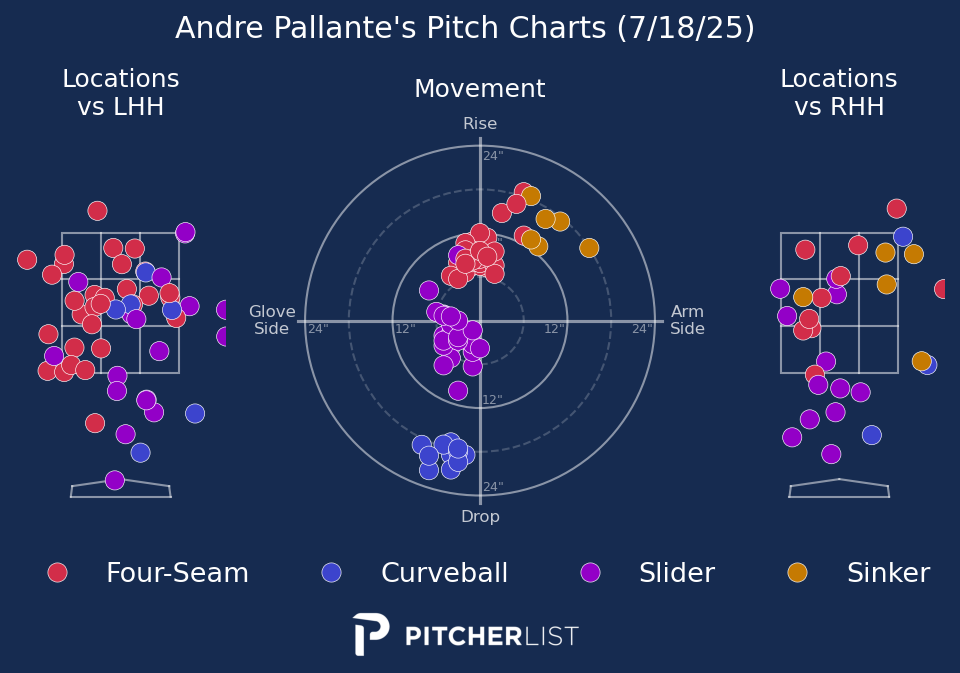 Andre Pallante's Pitch Charts (7/18/25)
Locations
vs LHH
Movement
Locations
vs RHH
Rise
24"
Glove
Side
24"
12"
12"
24"
Arm
Side
12"
24"
Drop
Four-Seam
Curveball
Slider
Sinker
PITCHERLIST